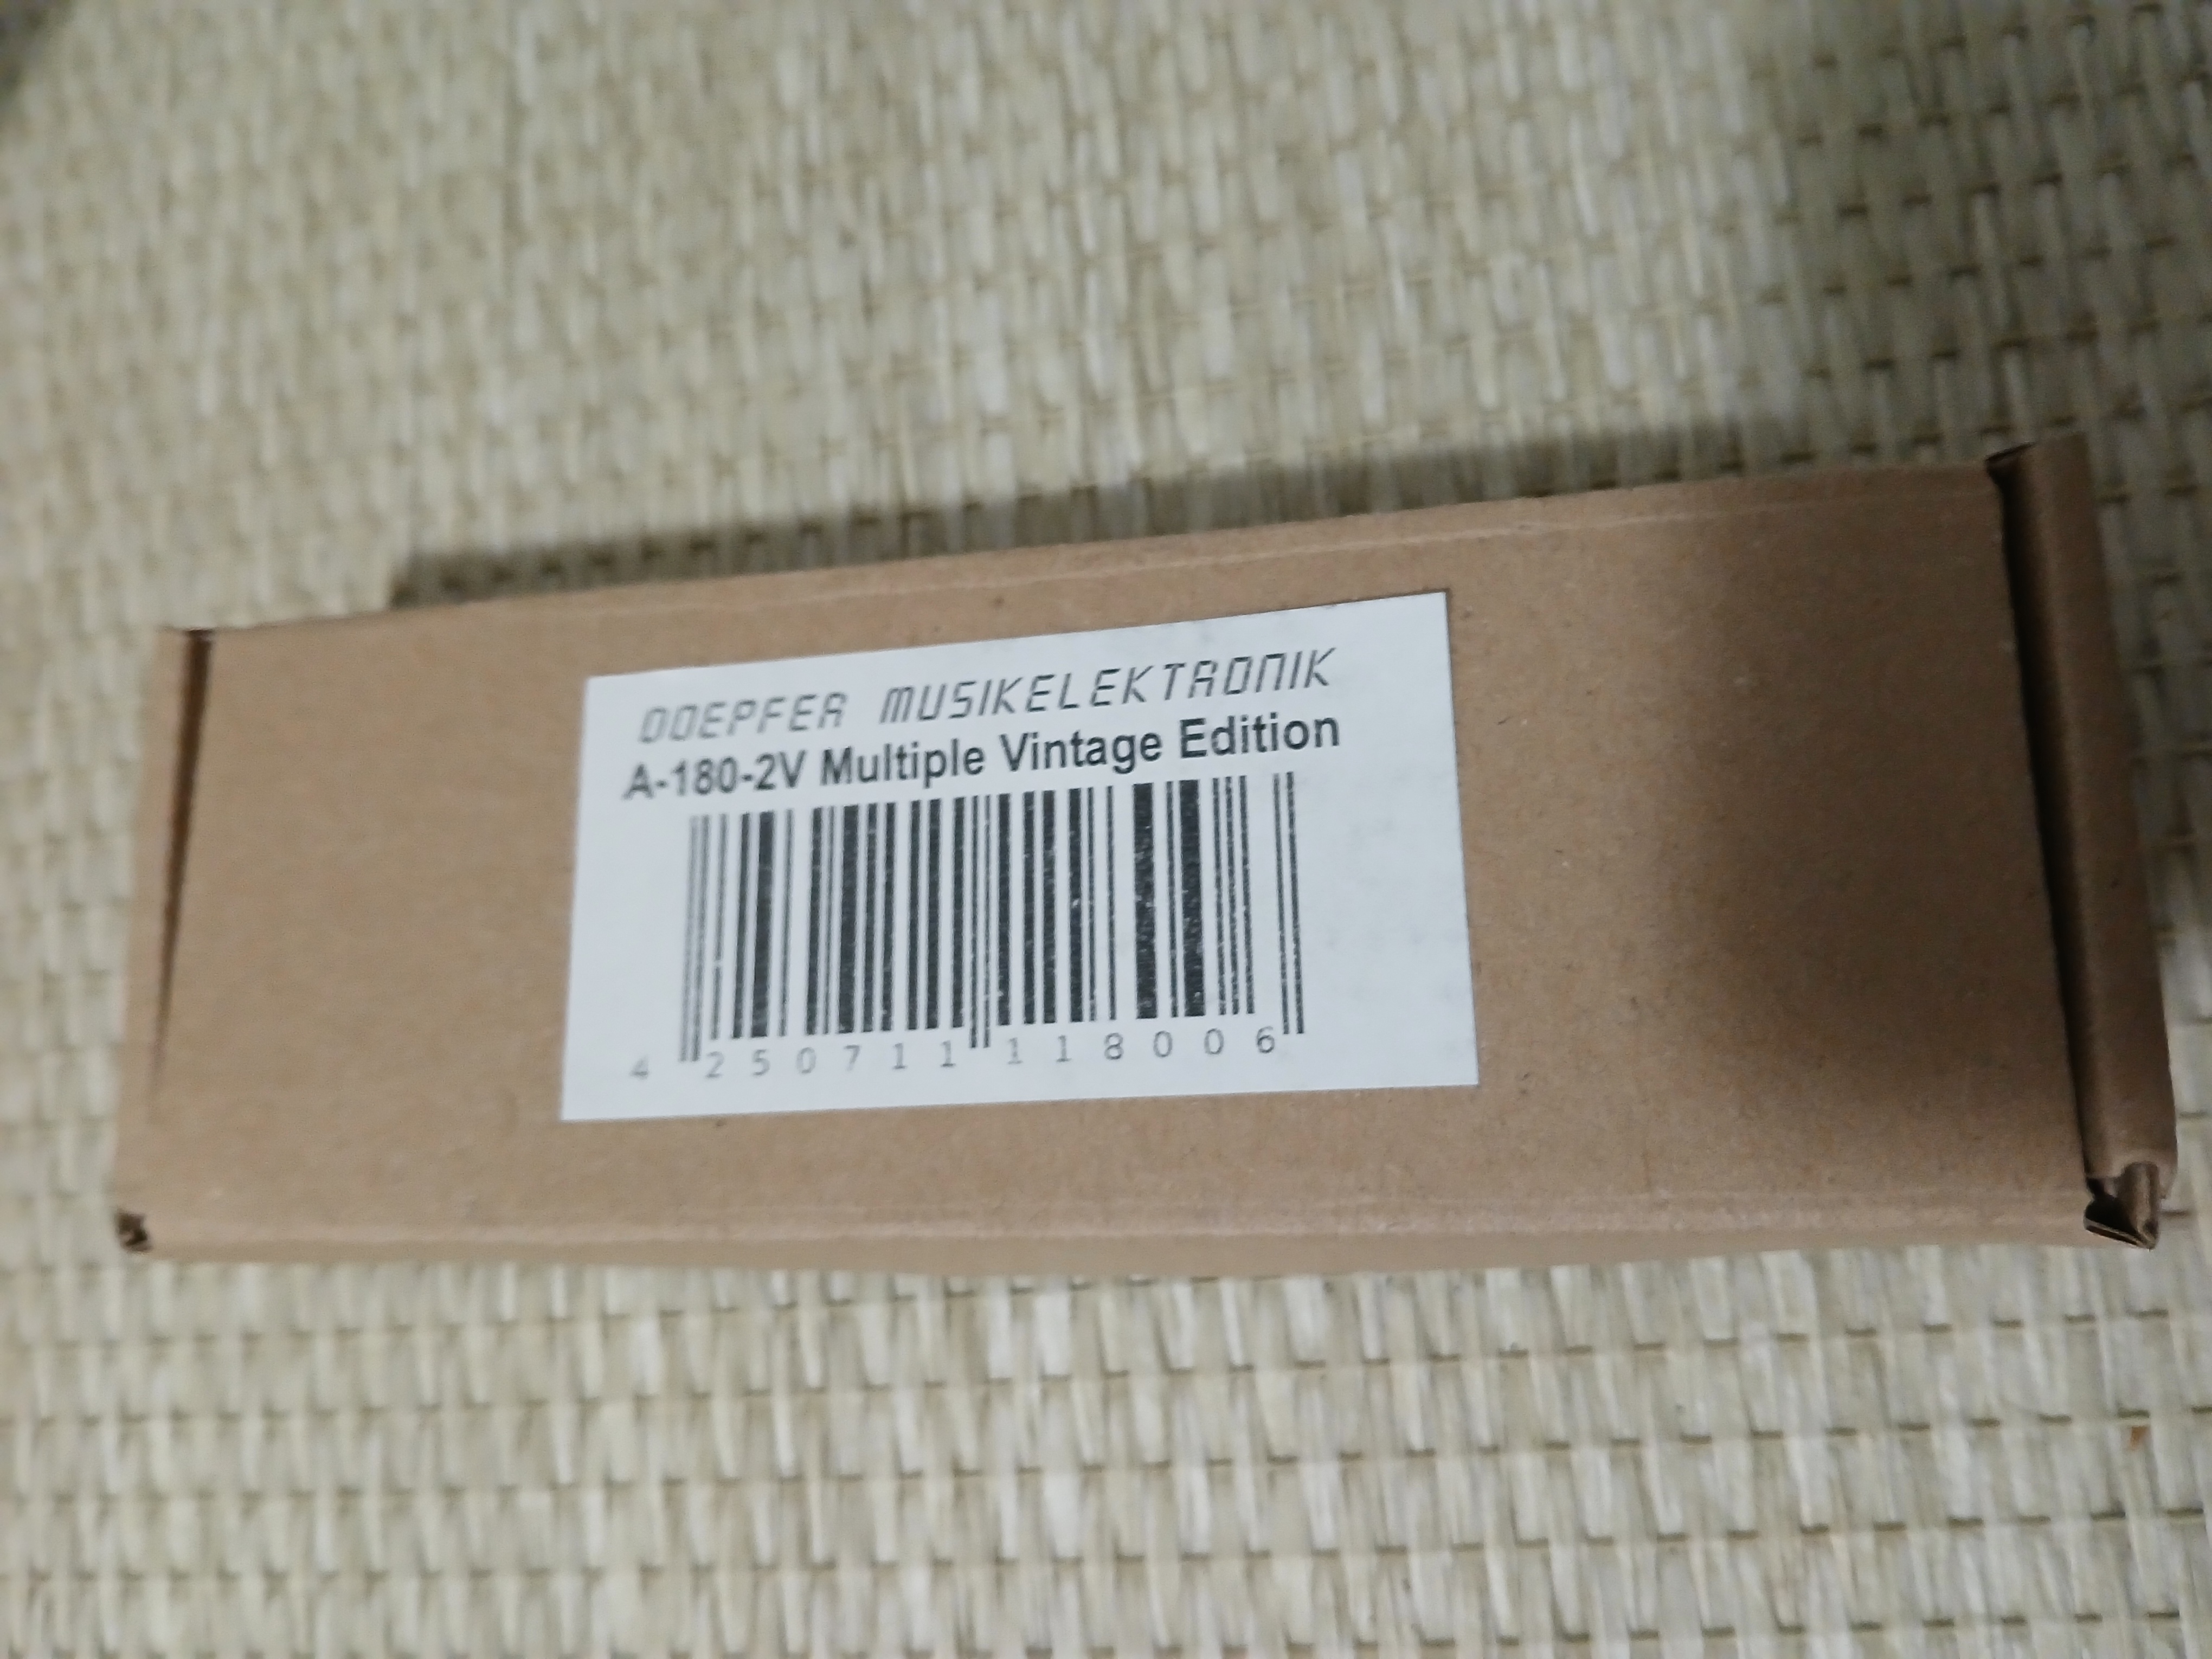 DOEPFER MUSIKELEKTRONIK
A-180-2V Multiple Vintage Edition
4 250711 118006